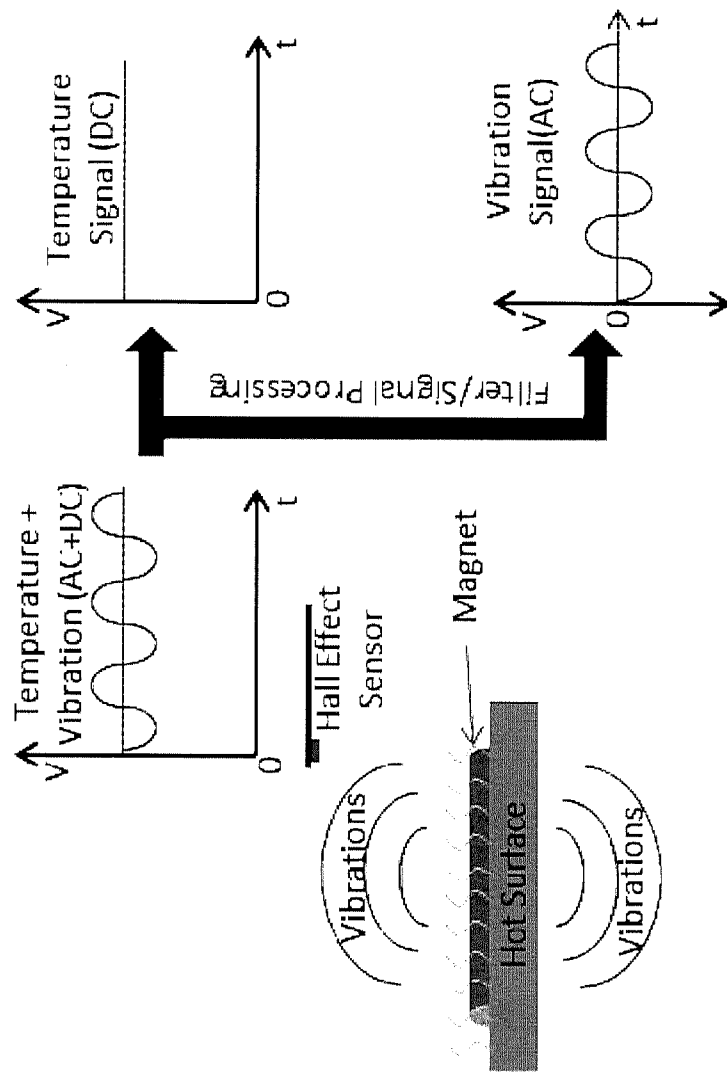 Temperature +
Vibration (AC+DC)
V
0
t
Temperature
Signal (DC)
V
0
t
Filter/Signal Processing
Hall Effect
Sensor
Magnet
Vibrations
Hot Surface
Vibrations
Vibration
Signal(AC)
V
0
t